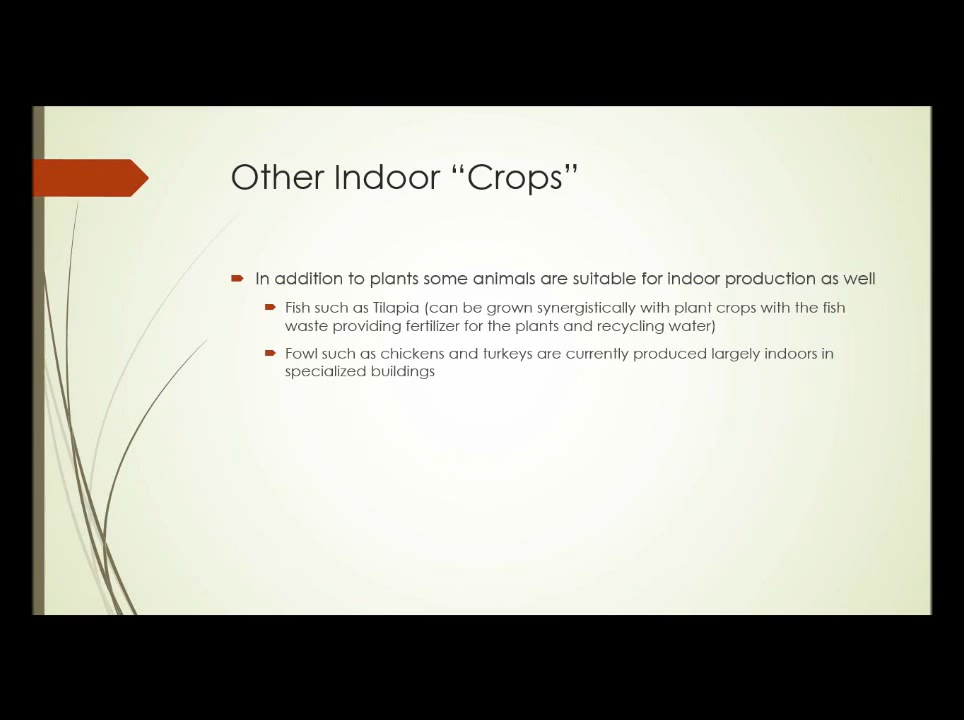 Other Indoor “Crops”
In addition to plants some animals are suitable for indoor production as well
Fish such as Tilapia (can be grown synergistically with plant crops with the fish
waste providing fertilizer for the plants and recycling water)
Fowl such as chickens and turkeys are currently produced largely indoors in
specialized buildings